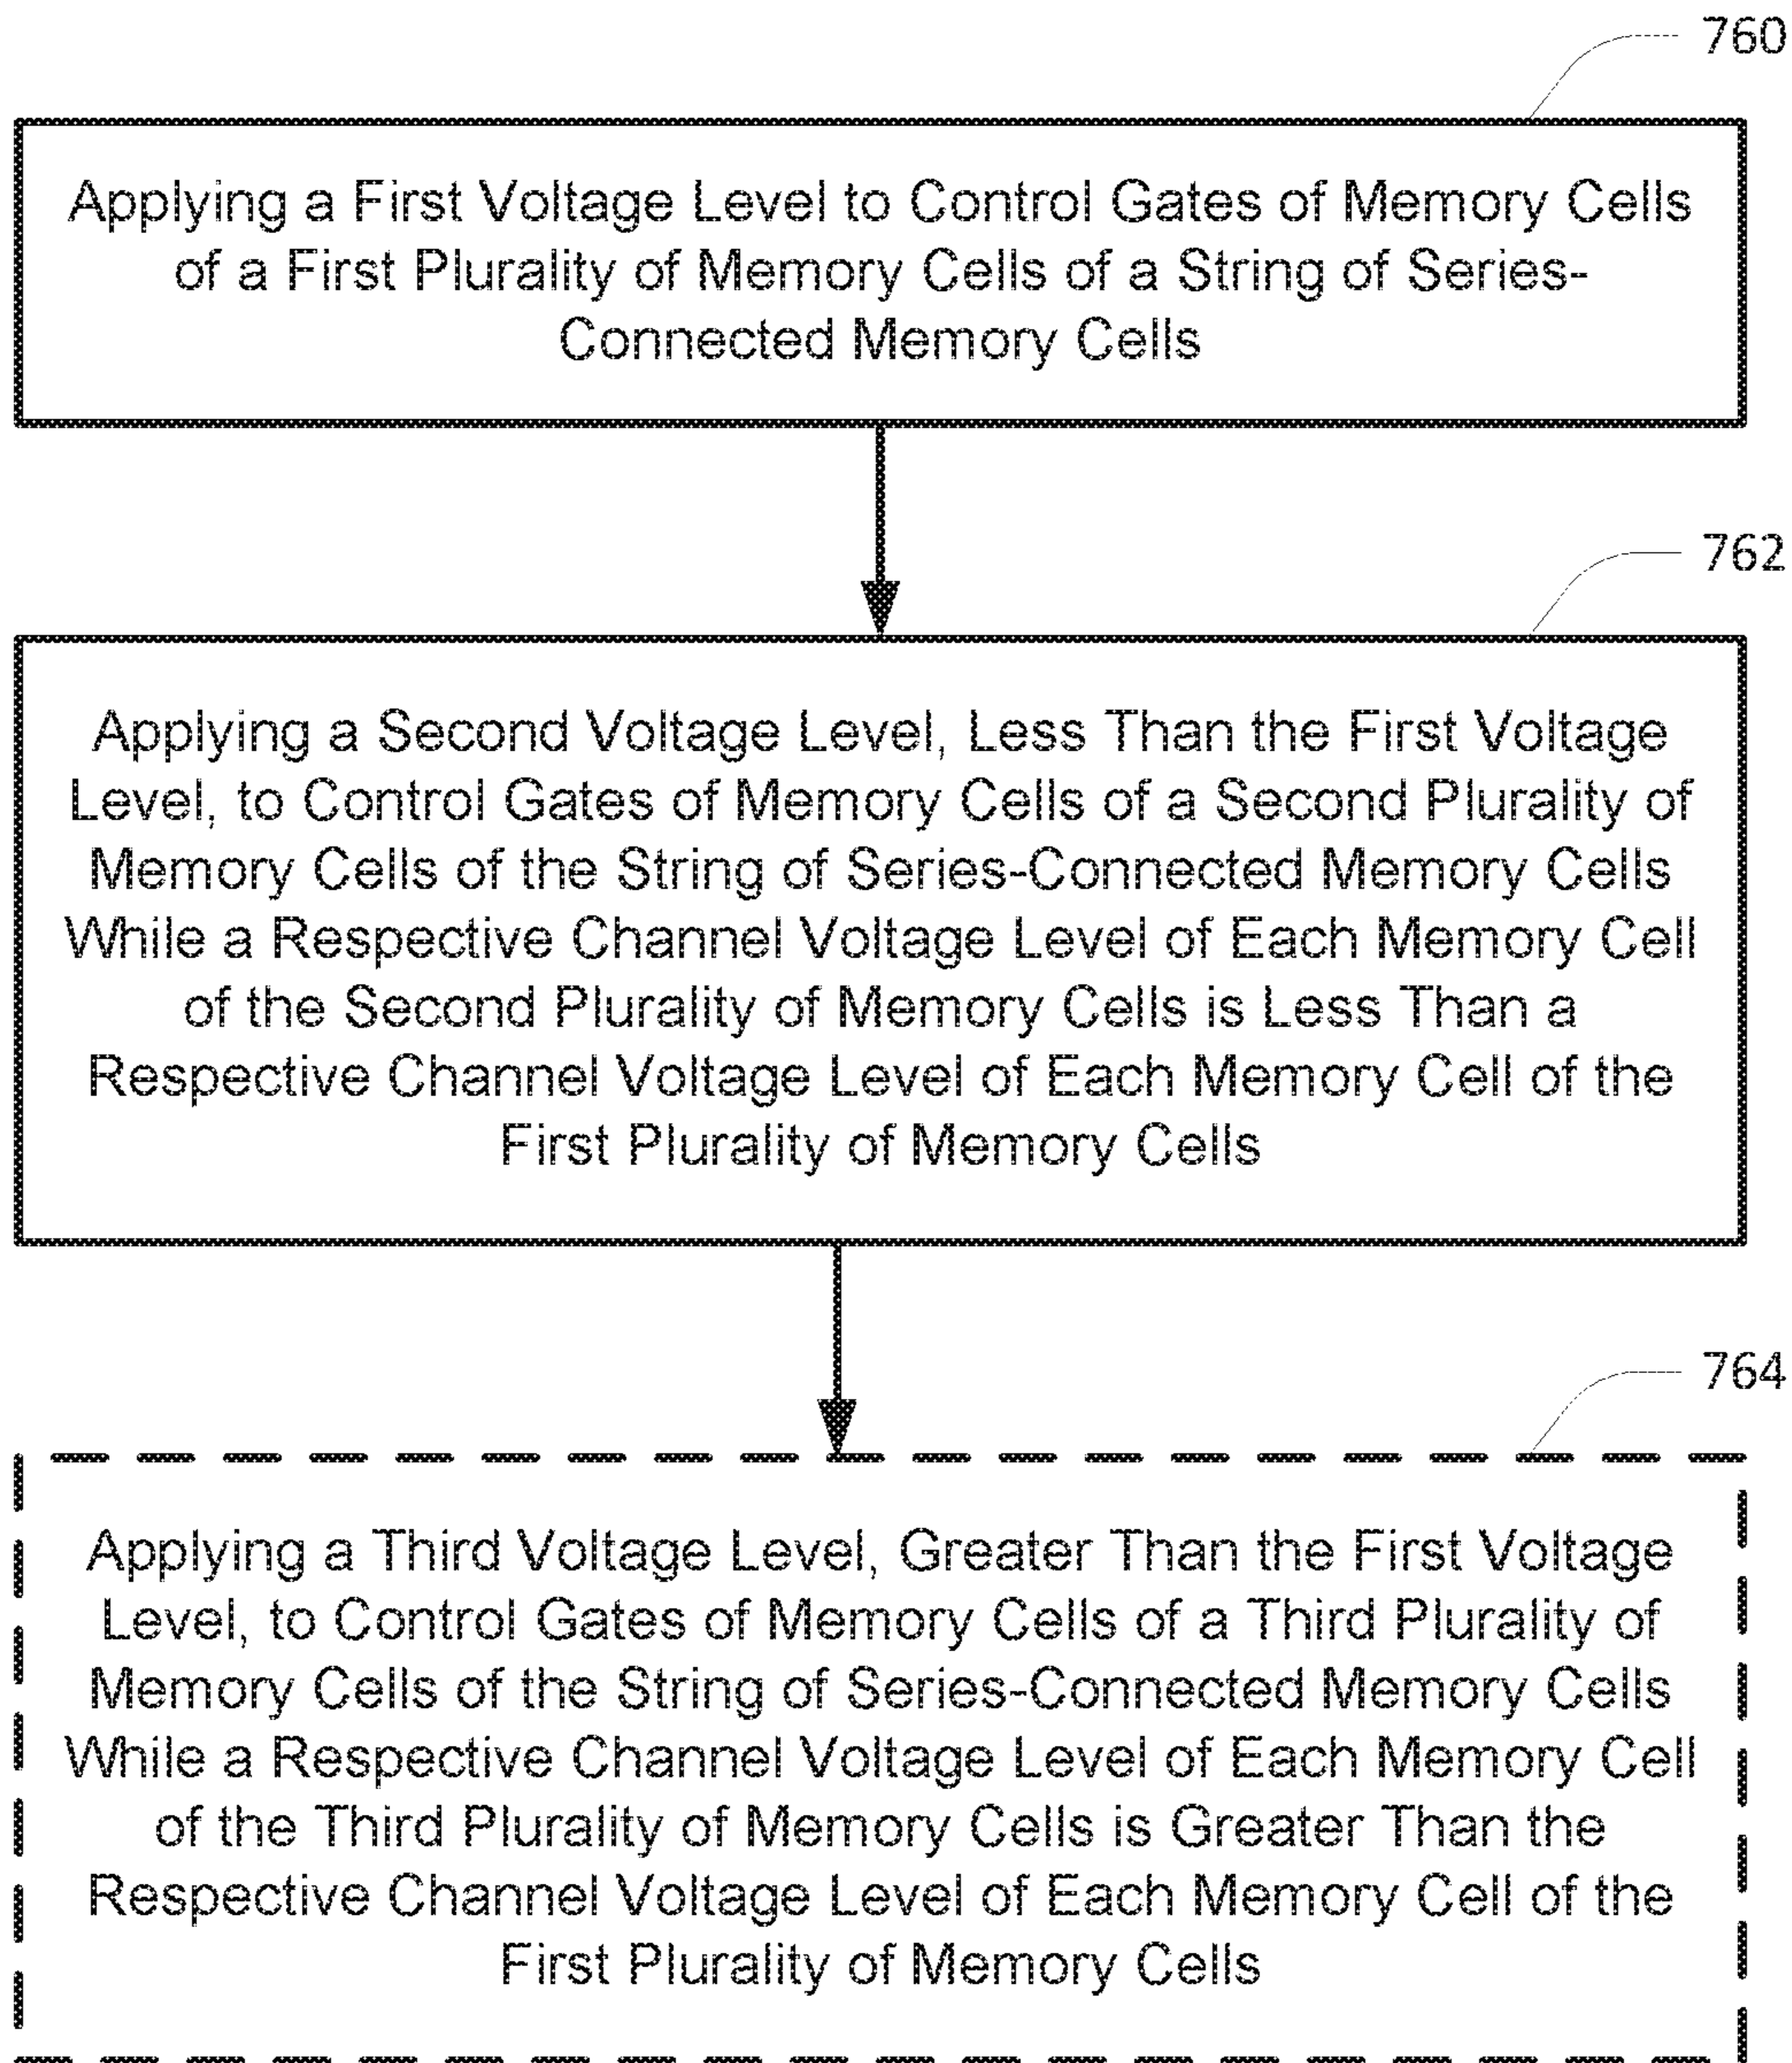 760
Applying a First Voltage Level to Control Gates of Memory Cells
of a First Plurality of Memory Cells of a String of Series-
Connected Memory Cells
762
Applying a Second Voltage Level, Less Than the First Voltage
Level, to Control Gates of Memory Cells of a Second Plurality of
Memory Cells of the String of Series-Connected Memory Cells
While a Respective Channel Voltage Level of Each Memory Cell
of the Second Plurality of Memory Cells is Less Than a
Respective Channel Voltage Level of Each Memory Cell of the
First Plurality of Memory Cells
764
Applying a Third Voltage Level, Greater Than the First Voltage
Level, to Control Gates of Memory Cells of a Third Plurality of
Memory Cells of the String of Series-Connected Memory Cells
While a Respective Channel Voltage Level of Each Memory Cell
of the Third Plurality of Memory Cells is Greater Than the
Respective Channel Voltage Level of Each Memory Cell of the
First Plurality of Memory Cells